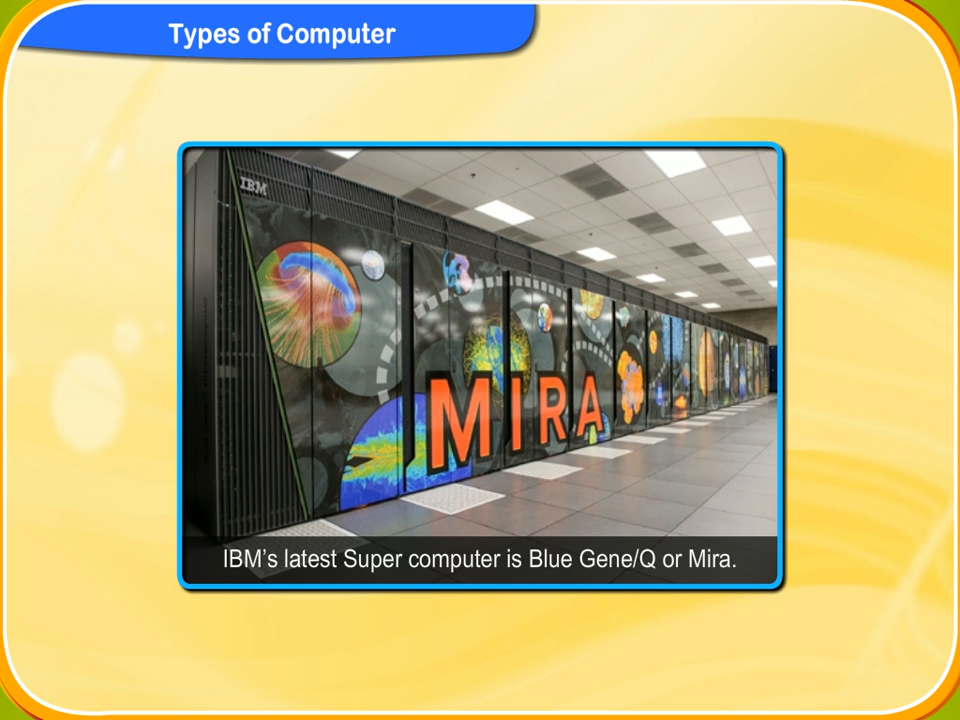 Types of Computer
IBM
MIRA
IBM’s latest Super computer is Blue Gene/Q or Mira.